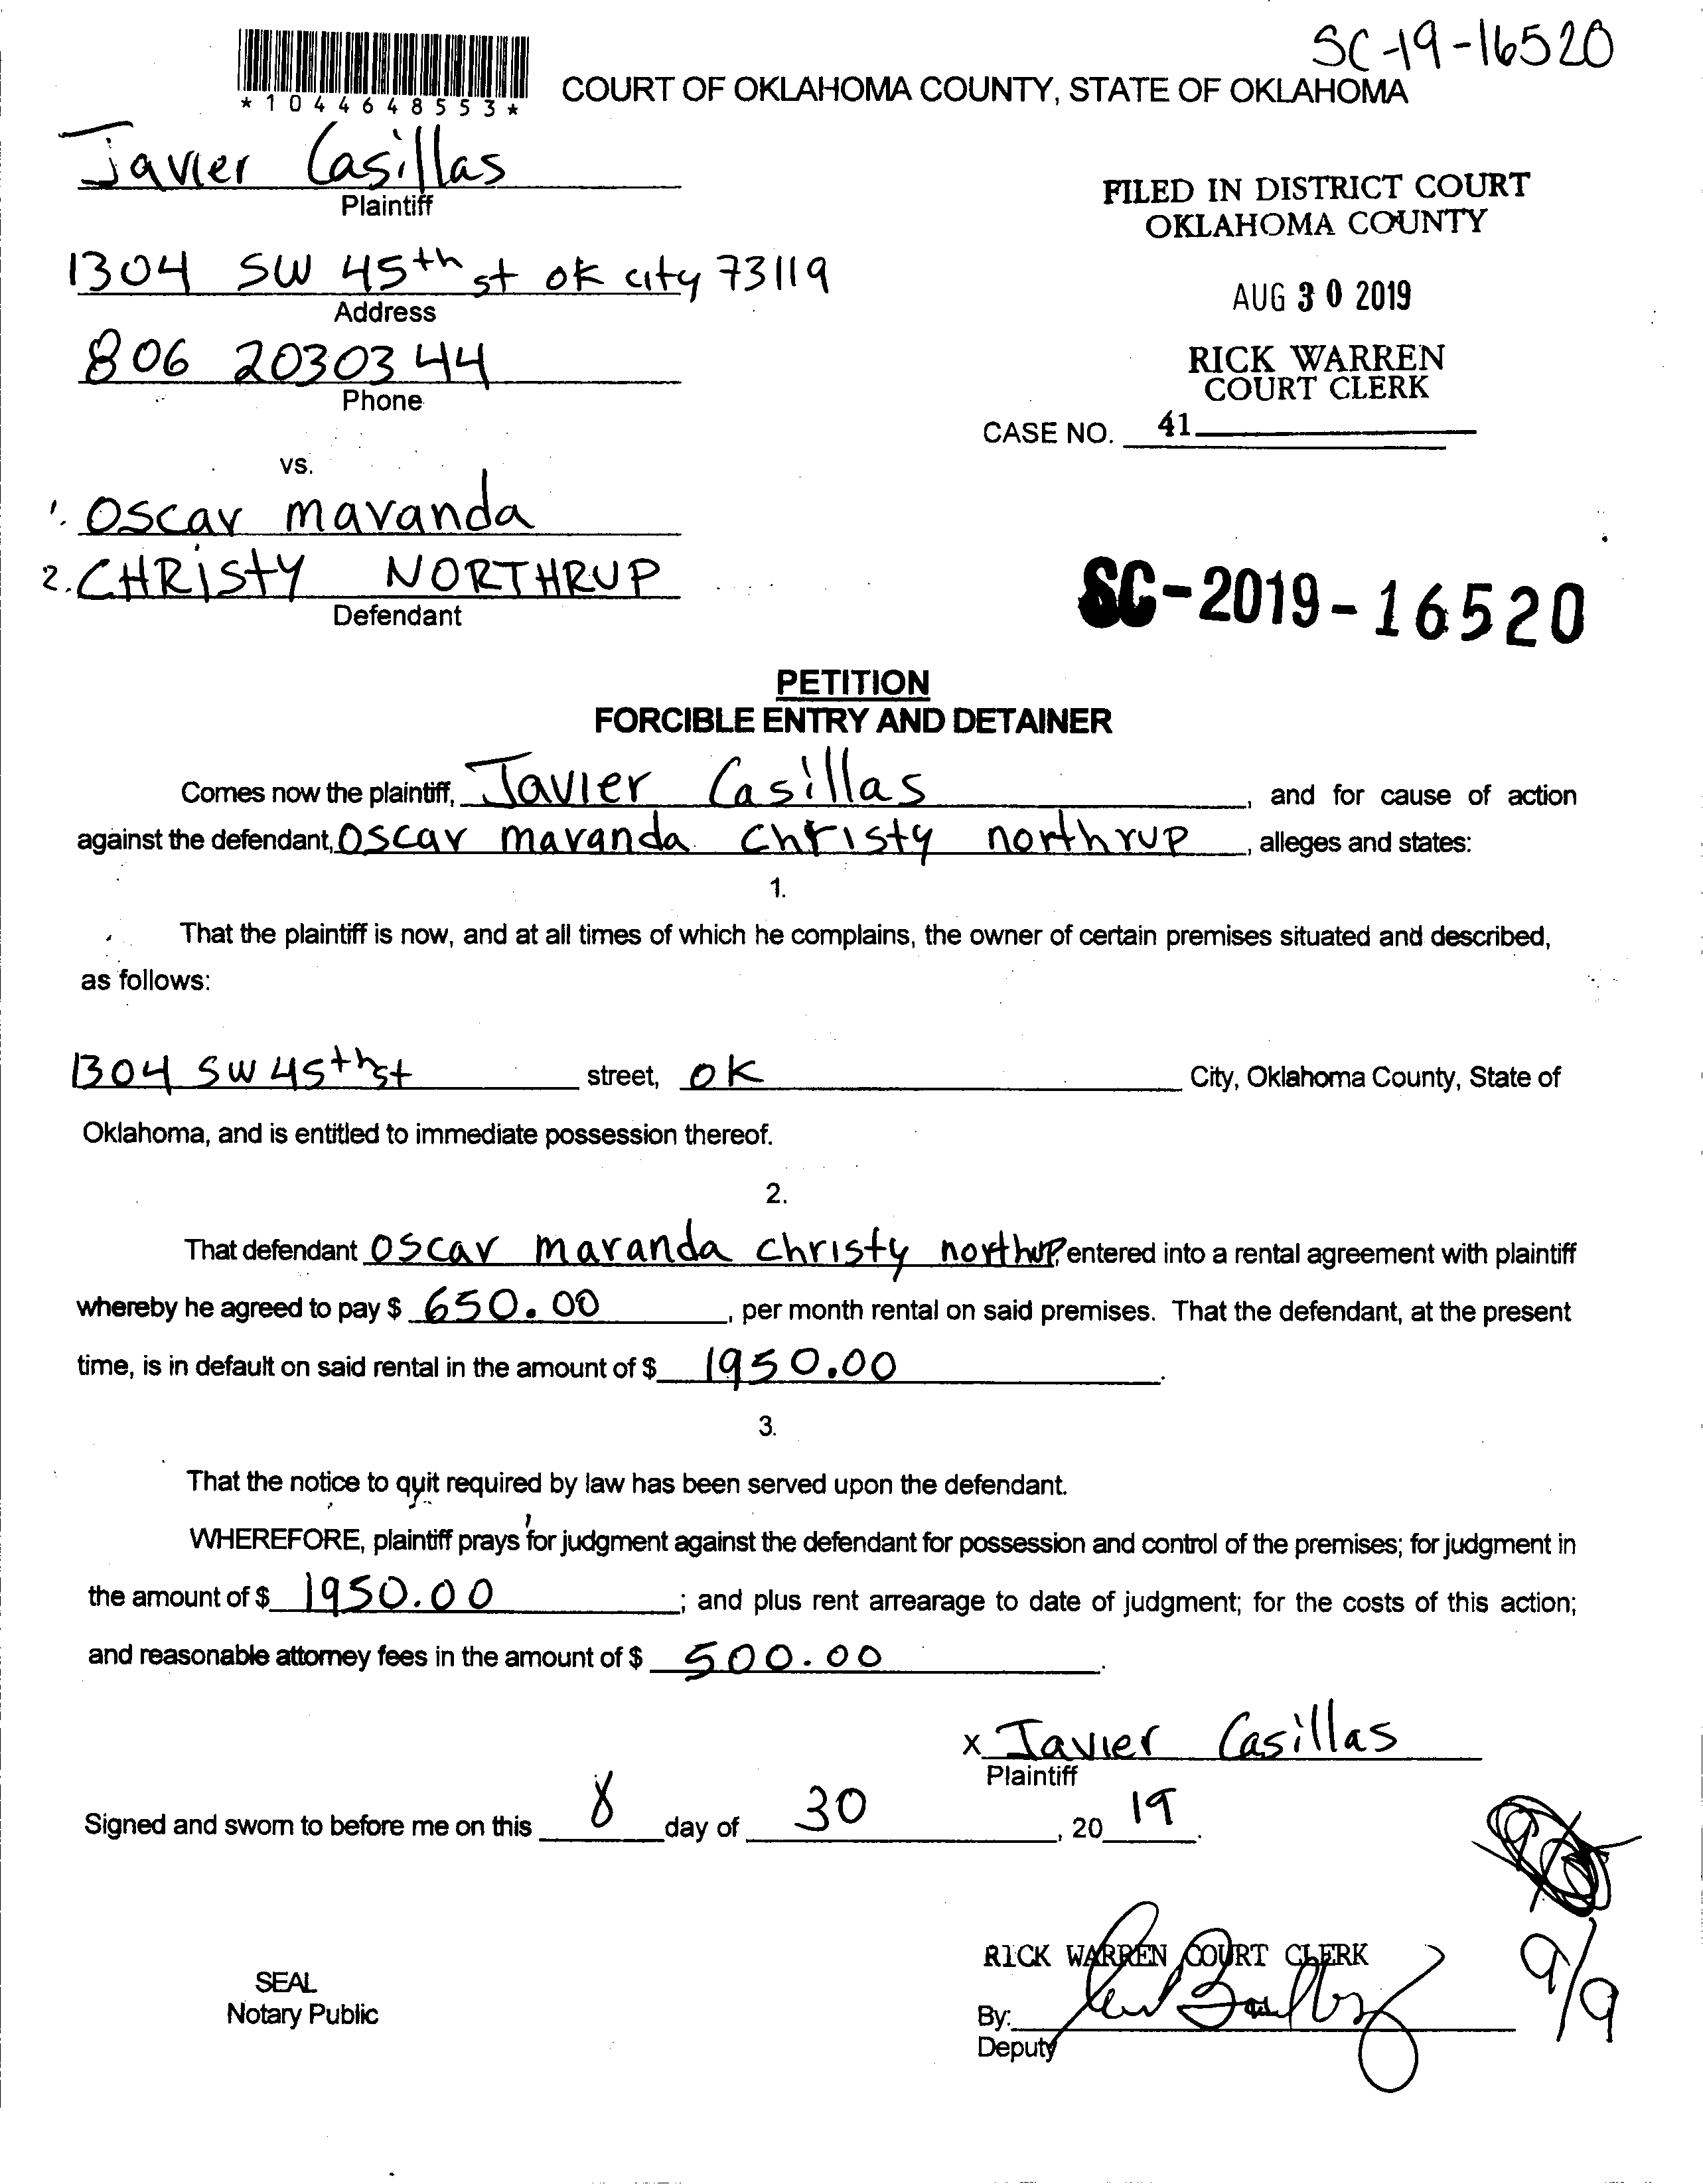 SC-19-16520
*1044648553*
COURT OF OKLAHOMA COUNTY, STATE OF OKLAHOMA
Javier Casillas
Plaintiff
FILED IN DISTRICT COURT
OKLAHOMA COUNTY
1304 SW 45th st ok city 73119
Address
AUG 30 2019
806 2030344
Phone
RICK WARREN
COURT CLERK
CASE NO. 41
vs.
1. Oscar maranda
2. CHRisty NORTHRUP
Defendant
SC-2019-16520
PETITION
FORCIBLE ENTRY AND DETAINER
Comes now the plaintiff, Javier Casillas, and for cause of action
against the defendant, Oscar maranda christy northrup, alleges and states:
1.
That the plaintiff is now, and at all times of which he complains, the owner of certain premises situated and described,
as follows:
1304 SW 45th st street, OK City, Oklahoma County, State of
Oklahoma, and is entitled to immediate possession thereof.
2.
That defendant Oscar maranda christy northrup, entered into a rental agreement with plaintiff
whereby he agreed to pay $ 650.00, per month rental on said premises. That the defendant, at the present
time, is in default on said rental in the amount of $ 1950.00.
3.
That the notice to quit required by law has been served upon the defendant.
WHEREFORE, plaintiff prays for judgment against the defendant for possession and control of the premises; for judgment in
the amount of $ 1950.00; and plus rent arrearage to date of judgment; for the costs of this action;
and reasonable attorney fees in the amount of $ 500.00.
X Javier Casillas
Plaintiff
Signed and sworn to before me on this 8 day of 30, 2019.
RICK WARREN COURT CLERK
9/9
SEAL
Notary Public
By:
Deputy